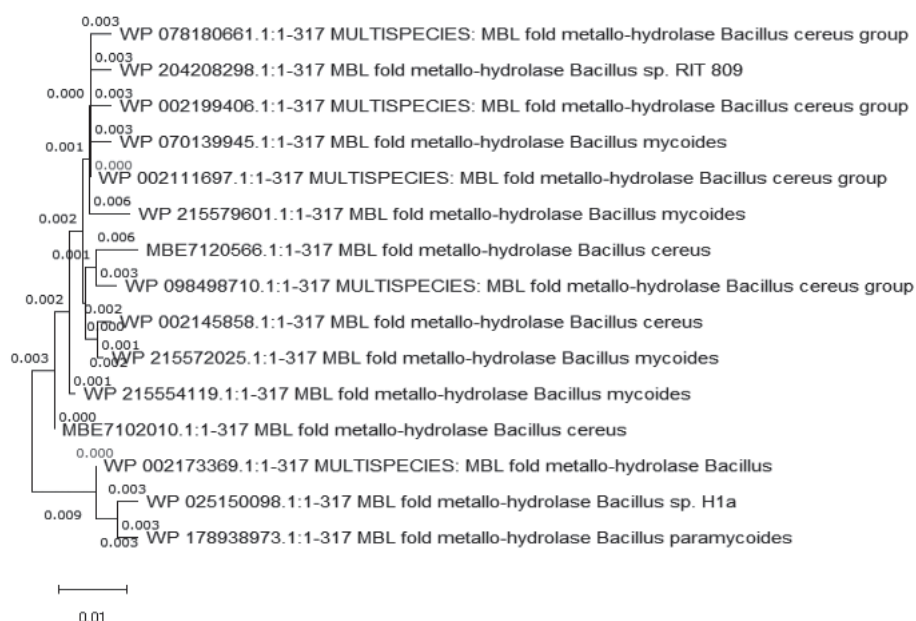 0.003
WP 078180661.1:1-317 MULTISPECIES: MBL fold metallo-hydrolase Bacillus cereus group
0.003
WP 204208298.1:1-317 MBL fold metallo-hydrolase Bacillus sp. RIT 809
0.000
0.003
WP 002199406.1:1-317 MULTISPECIES: MBL fold metallo-hydrolase Bacillus cereus group
0.003
WP 070139945.1:1-317 MBL fold metallo-hydrolase Bacillus mycoides
0.001
0.000
WP 002111697.1:1-317 MULTISPECIES: MBL fold metallo-hydrolase Bacillus cereus group
0.006
WP 215579601.1:1-317 MBL fold metallo-hydrolase Bacillus mycoides
0.002
0.006
MBE7120566.1:1-317 MBL fold metallo-hydrolase Bacillus cereus
0.001
0.003
WP 098498710.1:1-317 MULTISPECIES: MBL fold metallo-hydrolase Bacillus cereus group
0.002
0.002
WP 002145858.1:1-317 MBL fold metallo-hydrolase Bacillus cereus
0.000
0.001
WP 215572025.1:1-317 MBL fold metallo-hydrolase Bacillus mycoides
0.003
0.002
0.001
WP 215554119.1:1-317 MBL fold metallo-hydrolase Bacillus mycoides
0.000
MBE7102010.1:1-317 MBL fold metallo-hydrolase Bacillus cereus
0.000
WP 002173369.1:1-317 MULTISPECIES: MBL fold metallo-hydrolase Bacillus
0.003
WP 025150098.1:1-317 MBL fold metallo-hydrolase Bacillus sp. H1a
0.009
0.003
WP 178938973.1:1-317 MBL fold metallo-hydrolase Bacillus paramycoides
0.003
0.01